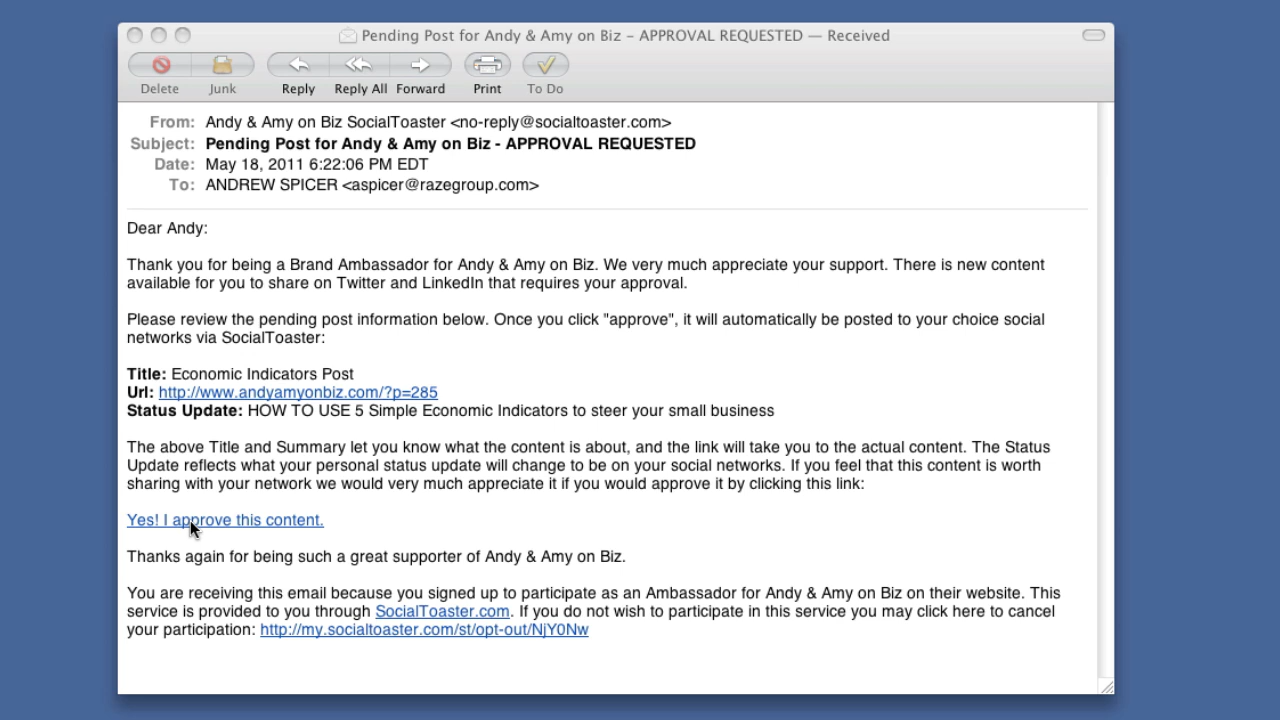 Pending Post for Andy & Amy on Biz – APPROVAL REQUESTED — Received
Delete Junk Reply Reply All Forward Print To Do
From: Andy & Amy on Biz SocialToaster <no-reply@socialtoaster.com>
Subject: Pending Post for Andy & Amy on Biz - APPROVAL REQUESTED
Date: May 18, 2011 6:22:06 PM EDT
To: ANDREW SPICER <aspicer@razegroup.com>
Dear Andy:
Thank you for being a Brand Ambassador for Andy & Amy on Biz. We very much appreciate your support. There is new content
available for you to share on Twitter and LinkedIn that requires your approval.
Please review the pending post information below. Once you click "approve", it will automatically be posted to your choice social
networks via SocialToaster:
Title: Economic Indicators Post
Url: http://www.andyamyonbiz.com/?p=285
Status Update: HOW TO USE 5 Simple Economic Indicators to steer your small business
The above Title and Summary let you know what the content is about, and the link will take you to the actual content. The Status
Update reflects what your personal status update will change to be on your social networks. If you feel that this content is worth
sharing with your network we would very much appreciate it if you would approve it by clicking this link:
Yes! I approve this content.
Thanks again for being such a great supporter of Andy & Amy on Biz.
You are receiving this email because you signed up to participate as an Ambassador for Andy & Amy on Biz on their website. This
service is provided to you through SocialToaster.com. If you do not wish to participate in this service you may click here to cancel
your participation: http://my.socialtoaster.com/st/opt-out/NjY0Nw